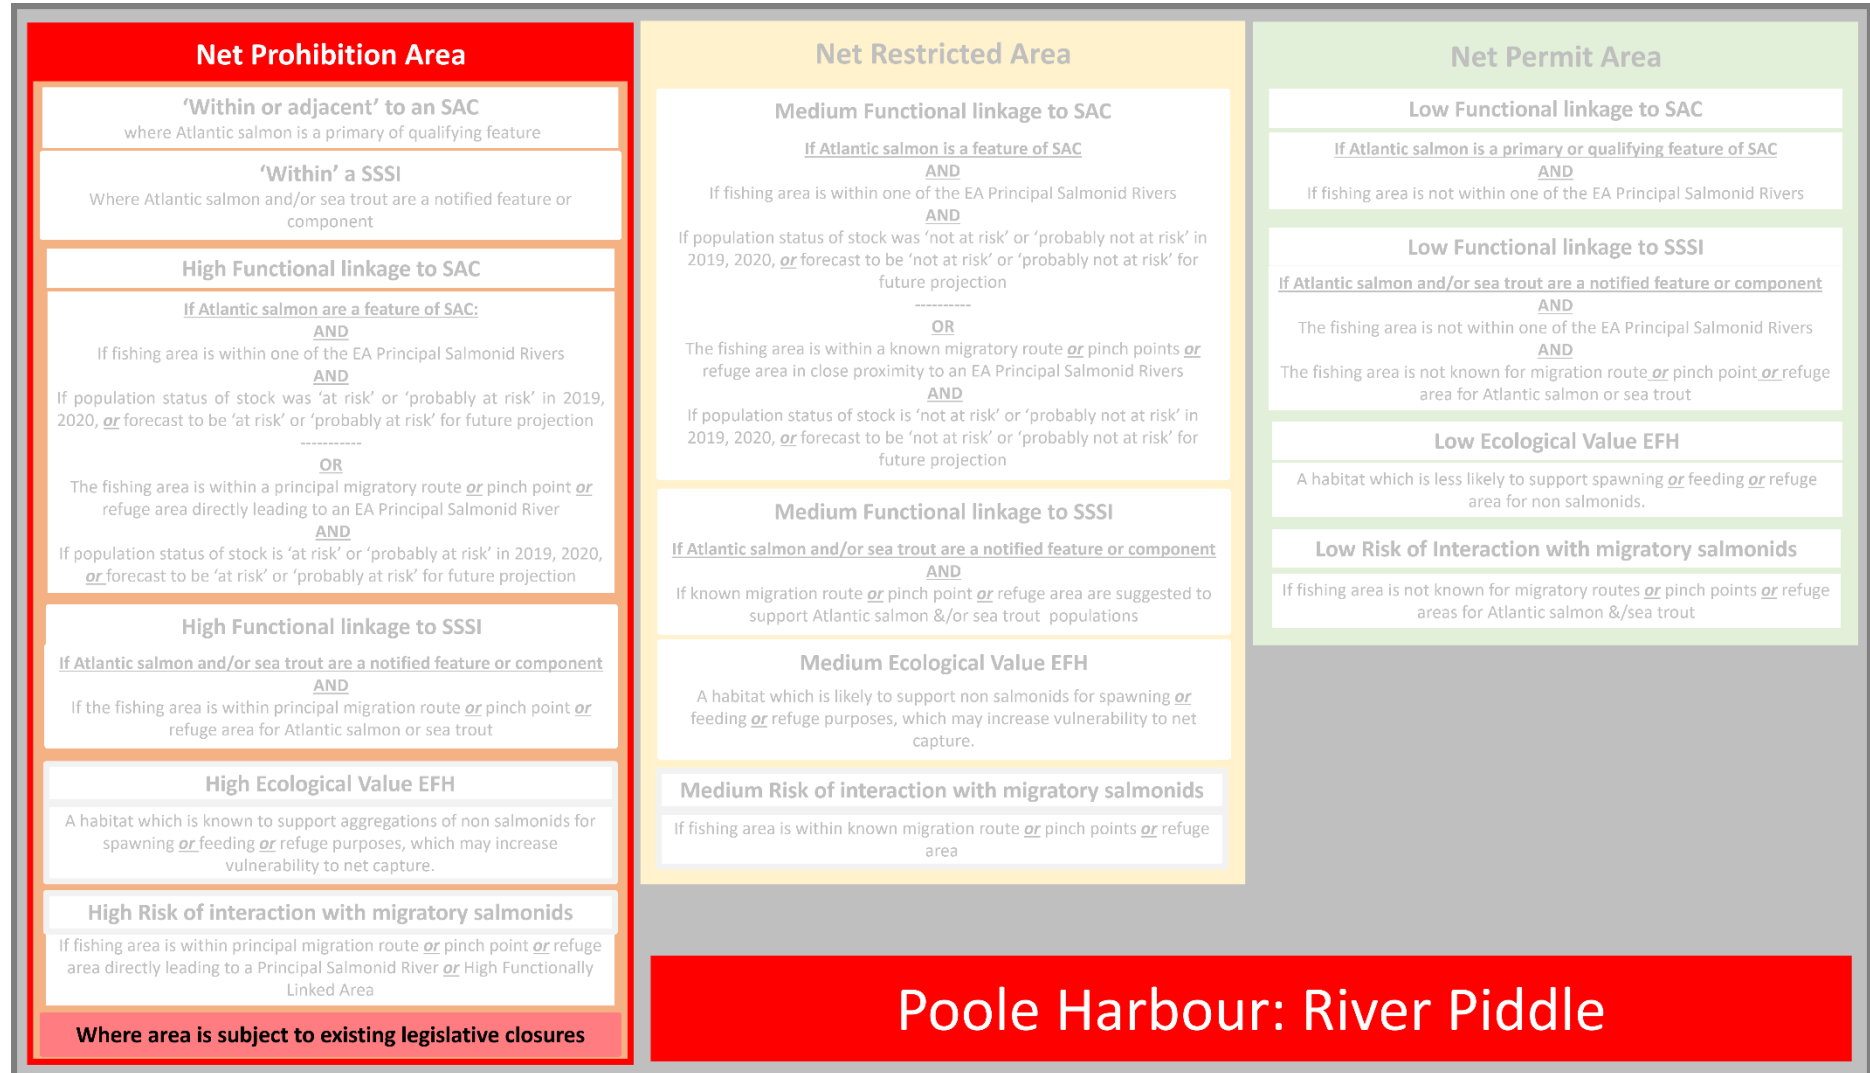 Net Prohibition Area
'Within or adjacent' to an SAC
where Atlantic salmon is a primary of qualifying feature
'Within' a SSSI
Where Atlantic salmon and/or sea trout are a notified feature or
component
High Functional linkage to SAC
If Atlantic salmon are a feature of SAC:
AND
If fishing area is within one of the EA Principal Salmonid Rivers
AND
If population status of stock was 'at risk' or 'probably at risk' in 2019,
2020, or forecast to be 'at risk' or 'probably at risk' for future projection
-----------
OR
The fishing area is within a principal migratory route or pinch point or
refuge area directly leading to an EA Principal Salmonid River
AND
If population status of stock is 'at risk' or 'probably at risk' in 2019, 2020,
or forecast to be 'at risk' or 'probably at risk' for future projection
High Functional linkage to SSSI
If Atlantic salmon and/or sea trout are a notified feature or component
AND
If the fishing area is within principal migration route or pinch point or
refuge area for Atlantic salmon or sea trout
High Ecological Value EFH
A habitat which is known to support aggregations of non salmonids for
spawning or feeding or refuge purposes, which may increase
vulnerability to net capture.
High Risk of interaction with migratory salmonids
If fishing area is within principal migration route or pinch point or refuge
area directly leading to a Principal Salmonid River or High Functionally
Linked Area
Where area is subject to existing legislative closures
Net Restricted Area
Medium Functional linkage to SAC
If Atlantic salmon is a feature of SAC
AND
If fishing area is within one of the EA Principal Salmonid Rivers
AND
If population status of stock was 'not at risk' or 'probably not at risk' in
2019, 2020, or forecast to be 'not at risk' or 'probably not at risk' for
future projection
----------
OR
The fishing area is within a known migratory route or pinch points or
refuge area in close proximity to an EA Principal Salmonid Rivers
AND
If population status of stock is 'not at risk' or 'probably not at risk' in
2019, 2020, or forecast to be 'not at risk' or 'probably not at risk' for
future projection
Medium Functional linkage to SSSI
If Atlantic salmon and/or sea trout are a notified feature or component
AND
If known migration route or pinch point or refuge area are suggested to
support Atlantic salmon &/or sea trout populations
Medium Ecological Value EFH
A habitat which is likely to support non salmonids for spawning or
feeding or refuge purposes, which may increase vulnerability to net
capture.
Medium Risk of interaction with migratory salmonids
If fishing area is within known migration route or pinch points or refuge
area
Net Permit Area
Low Functional linkage to SAC
If Atlantic salmon is a primary or qualifying feature of SAC
AND
If fishing area is not within one of the EA Principal Salmonid Rivers
Low Functional linkage to SSSI
If Atlantic salmon and/or sea trout are a notified feature or component
AND
The fishing area is not within one of the EA Principal Salmonid Rivers
AND
The fishing area is not known for migration route or pinch point or refuge
area for Atlantic salmon or sea trout
Low Ecological Value EFH
A habitat which is less likely to support spawning or feeding or refuge
area for non salmonids.
Low Risk of Interaction with migratory salmonids
If fishing area is not known for migratory routes or pinch points or refuge
areas for Atlantic salmon &/sea trout
Poole Harbour: River Piddle